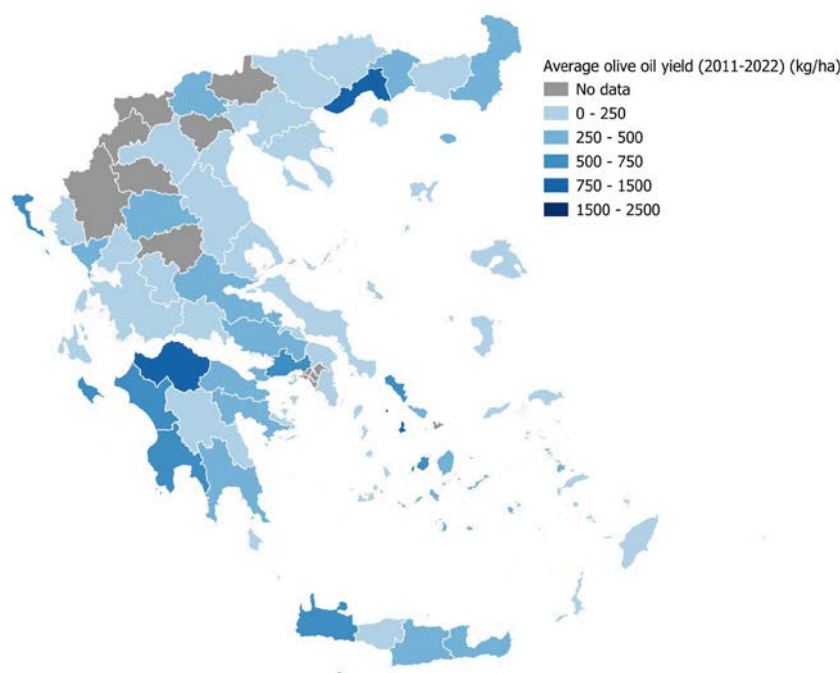 Average olive oil yield (2011-2022) (kg/ha)
No data
0 - 250
250 - 500
500 - 750
750 - 1500
1500 - 2500